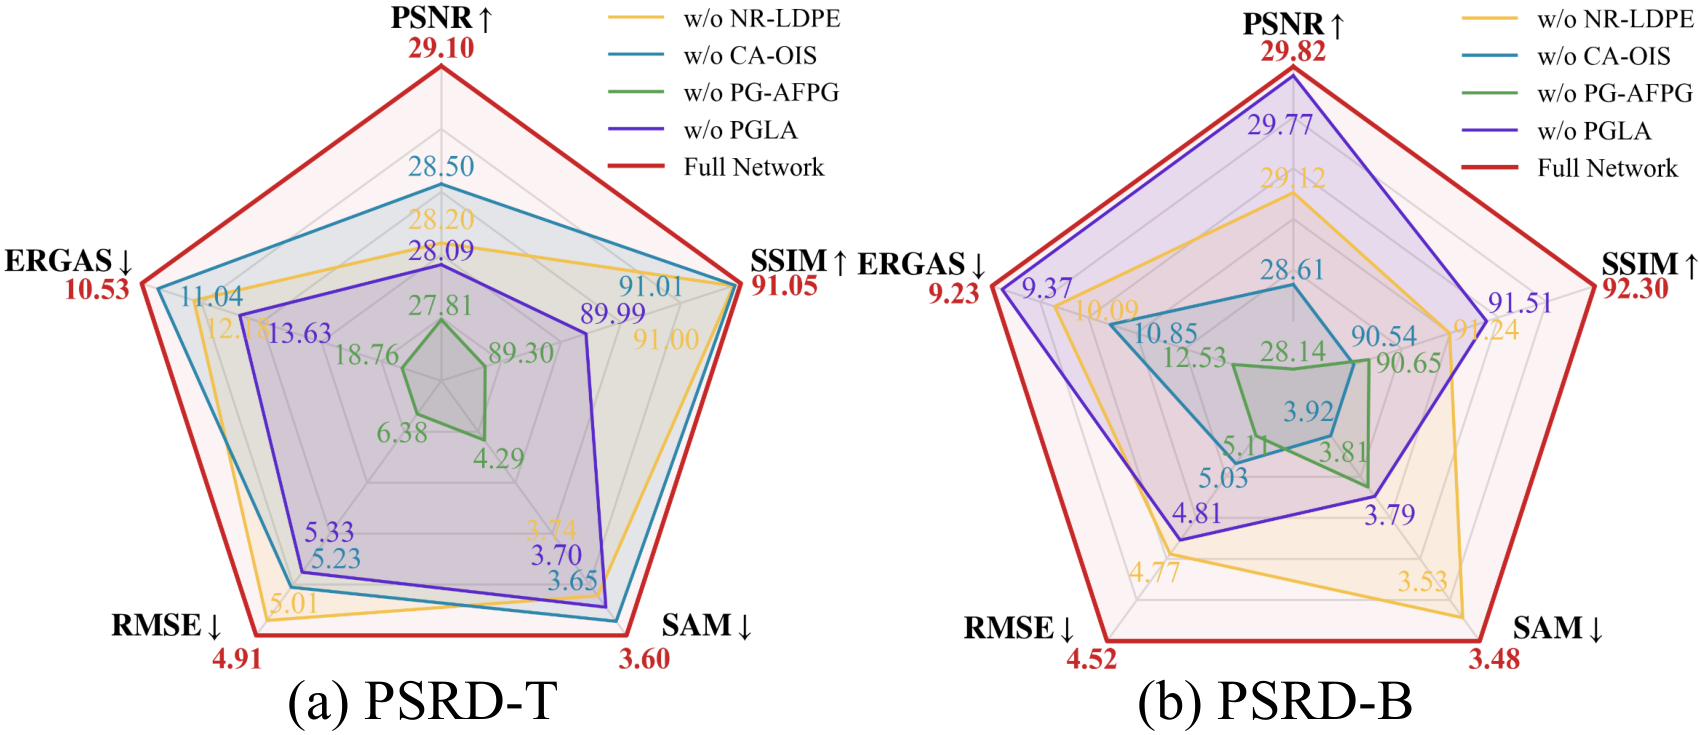 PSNR↑
29.10
w/o NR-LDPE
w/o CA-OIS
w/o PG-AFPG
w/o PGLA
Full Network
28.50
28.20
28.09
27.81
ERGAS↓
10.53
11.04
12.18
13.63
18.76
SSIM↑
91.05
91.01
89.99
91.00
89.30
6.38
4.29
5.33
5.23
5.01
3.74
3.70
3.65
RMSE↓
4.91
SAM↓
3.60
(a) PSRD-T
PSNR↑
29.82
w/o NR-LDPE
w/o CA-OIS
w/o PG-AFPG
w/o PGLA
Full Network
29.77
29.12
28.61
28.14
ERGAS↓
9.23
9.37
10.09
10.85
12.53
SSIM↑
92.30
91.51
91.24
90.54
90.65
3.92
3.81
5.11
5.03
4.81
3.79
4.77
3.53
RMSE↓
4.52
SAM↓
3.48
(b) PSRD-B